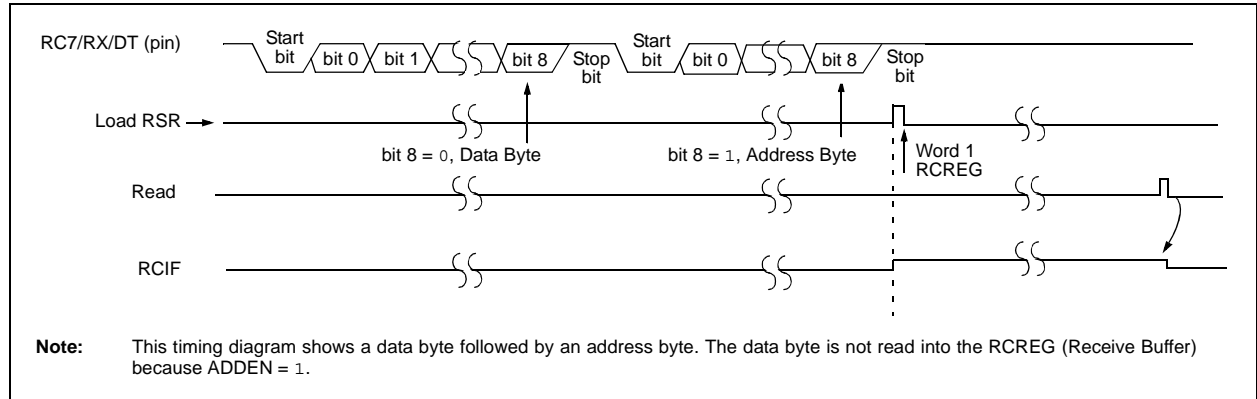 RC7/RX/DT (pin)
Start bit
bit 0
bit 1
bit 8
Stop bit
Start bit
bit 0
bit 8
Stop bit
Load RSR
bit 8 = 0, Data Byte
bit 8 = 1, Address Byte
Word 1
RCREG
Read
RCIF
Note: This timing diagram shows a data byte followed by an address byte. The data byte is not read into the RCREG (Receive Buffer)
because ADDEN = 1.